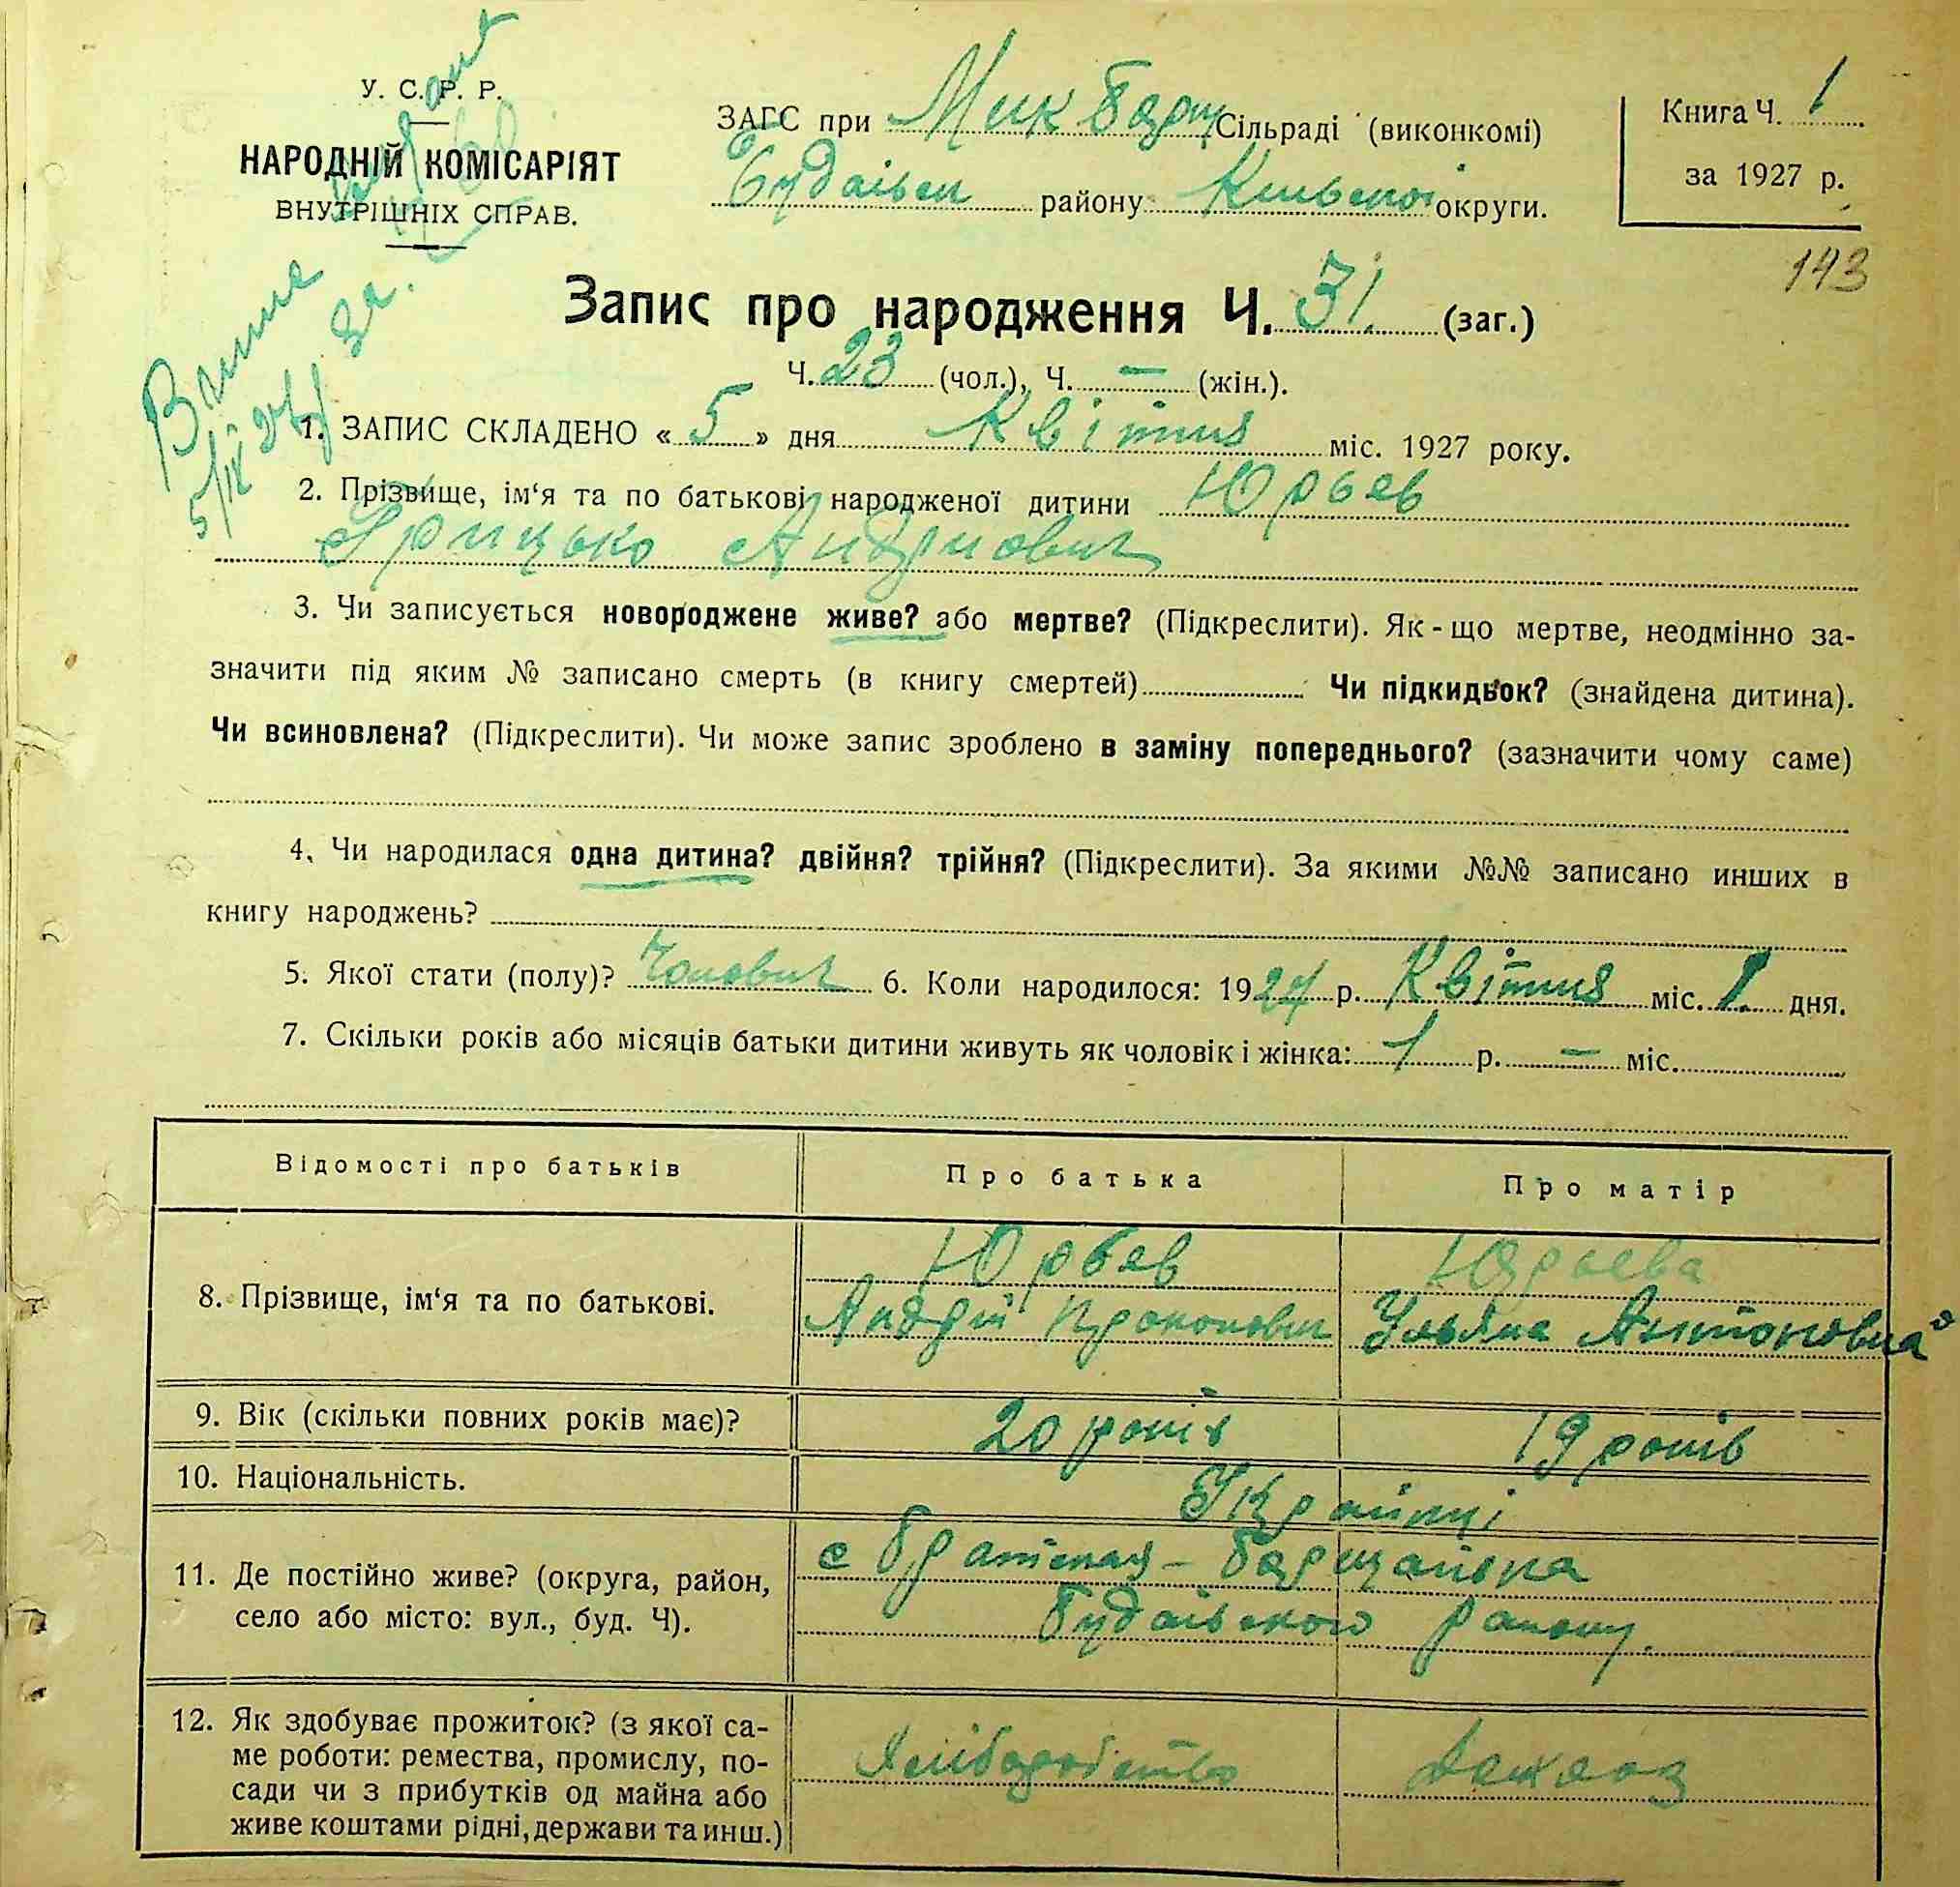 У. С. Р. Р.
НАРОДНІЙ КОМІСАРІЯТ
ВНУТРІШНІХ СПРАВ.
ЗАГС при Мик Барщ Сільраді (виконкомі)
Будаївськ району Київської округи.
Книга Ч. 1
за 1927 р.
143
Запис про народження Ч. 31 (заг.)
Ч. 23 (чол.), Ч. — (жін.).
1. ЗАПИС СКЛАДЕНО « 5 » дня Квітня міс. 1927 року.
2. Прізвище, ім'я та по батькові народженої дитини Юрьев
Грицько Андриович
3. Чи записується новороджене живе? або мертве? (Підкреслити). Як-що мертве, неодмінно за-
значити під яким № записано смерть (в книгу смертей) Чи підкидьок? (знайдена дитина).
Чи всиновлена? (Підкреслити). Чи може запис зроблено в заміну попереднього? (зазначити чому саме)
4. Чи народилася одна дитина? двійня? трійня? (Підкреслити). За якими №№ записано инших в
книгу народжень?
5. Якої стати (полу)? Чолович 6. Коли народилося: 1927 р. Квітня міс. 1 дня.
7. Скільки років або місяців батьки дитини живуть як чоловік і жінка: 1 р. — міс.
Відомості про батьків Про батька Про матір
8. Прізвище, ім'я та по батькові. Юрьев Юрьева
Андрій Прокопович Ульяна Антоновна
9. Вік (скільки повних років має)? 20 років 19 років
10. Національність. Українці
11. Де постійно живе? (округа, район, с Братська-Барщаївка
село або місто: вул., буд. Ч). Будаївського району.
12. Як здобуває прожиток? (з якої са-
ме роботи: ремества, промислу, по- Хліборобство
сади чи з прибутків од майна або
живе коштами рідні, держави та инш.)